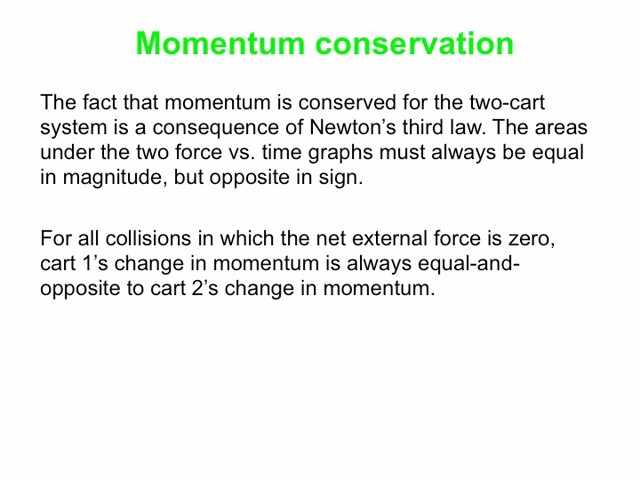 Momentum conservation
The fact that momentum is conserved for the two-cart
system is a consequence of Newton’s third law. The areas
under the two force vs. time graphs must always be equal
in magnitude, but opposite in sign.
For all collisions in which the net external force is zero,
cart 1’s change in momentum is always equal-and-
opposite to cart 2’s change in momentum.